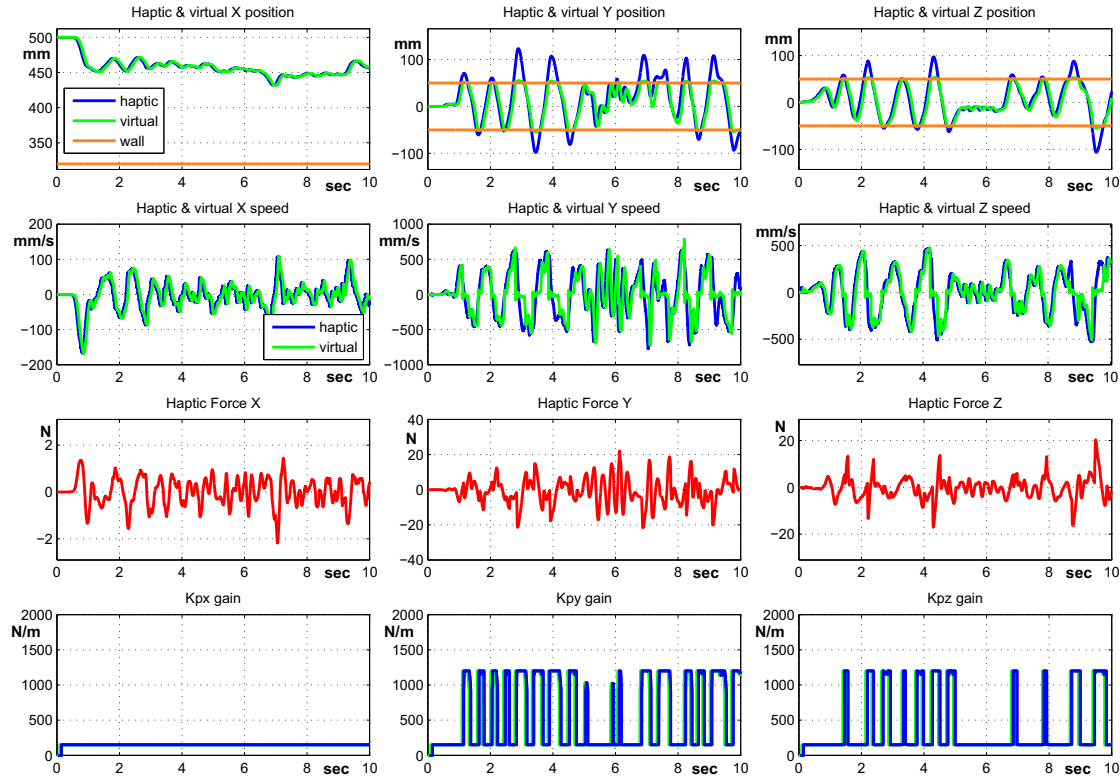 Haptic & virtual X position
Haptic & virtual Y position
Haptic & virtual Z position
500
mm
450
400
350
haptic
virtual
wall
0 2 4 6 8 10
sec
mm
100
0
−100
0 2 4 6 8 10
sec
mm
100
0
−100
0 2 4 6 8 10
sec
Haptic & virtual X speed
Haptic & virtual Y speed
Haptic & virtual Z speed
200
mm/s
100
0
−100
−200
haptic
virtual
0 2 4 6 8 10
sec
1000
mm/s
500
0
−500
−1000
0 2 4 6 8 10
sec
mm/s
500
0
−500
0 2 4 6 8 10
sec
Haptic Force X
Haptic Force Y
Haptic Force Z
N
2
0
−2
0 2 4 6 8 10
sec
40
N
20
0
−20
−40
0 2 4 6 8 10
sec
N
20
0
−20
0 2 4 6 8 10
sec
Kpx gain
Kpy gain
Kpz gain
2000
N/m
1500
1000
500
0
0 2 4 6 8 10
sec
2000
N/m
1500
1000
500
0
0 2 4 6 8 10
sec
2000
N/m
1500
1000
500
0
0 2 4 6 8 10
sec